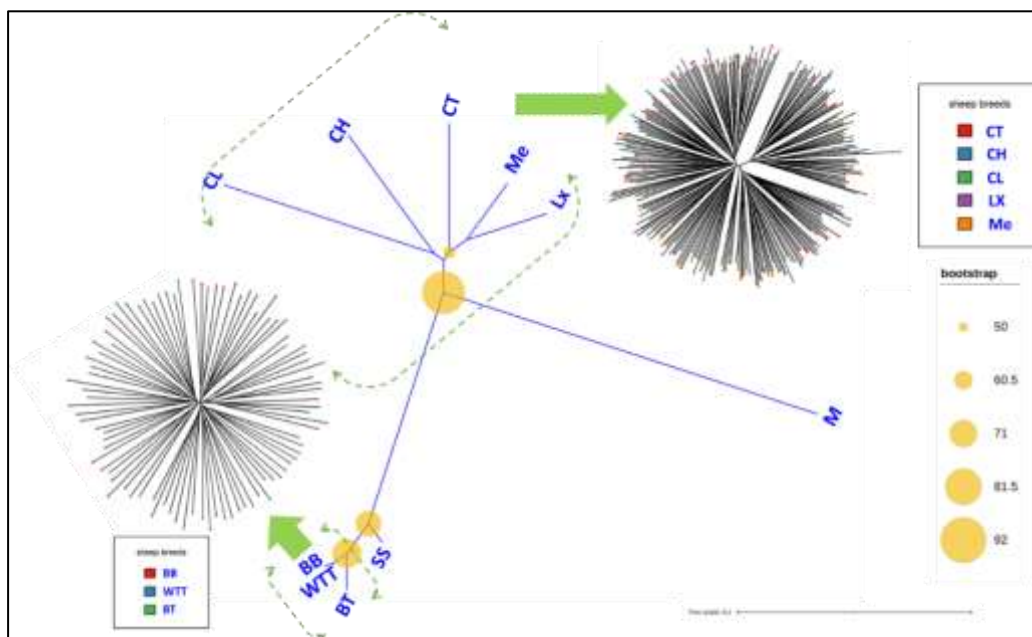 CT
CH
Me
CL
Lx
sheep breeds
CT
CH
CL
LX
Me
bootstrap
50
60.5
71
81.5
92
M
SS
BB
WTT
BT
sheep breeds
BB
WTT
BT